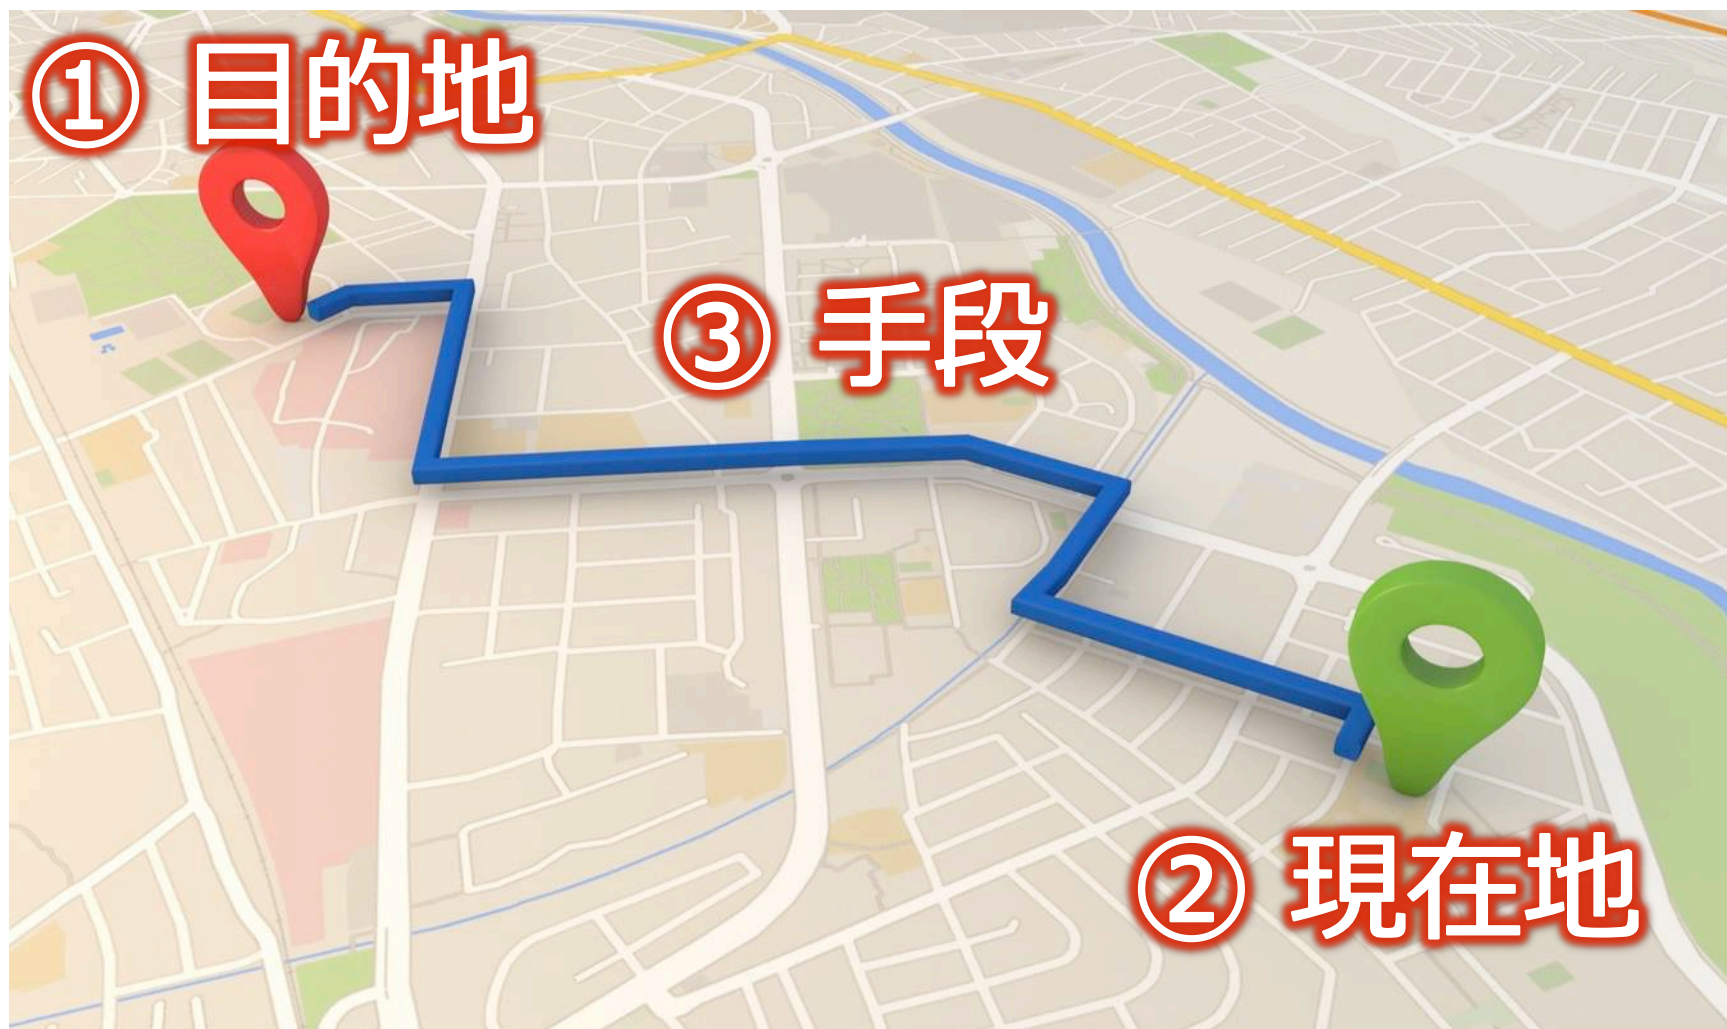 ① 目的地
③ 手段
② 現在地